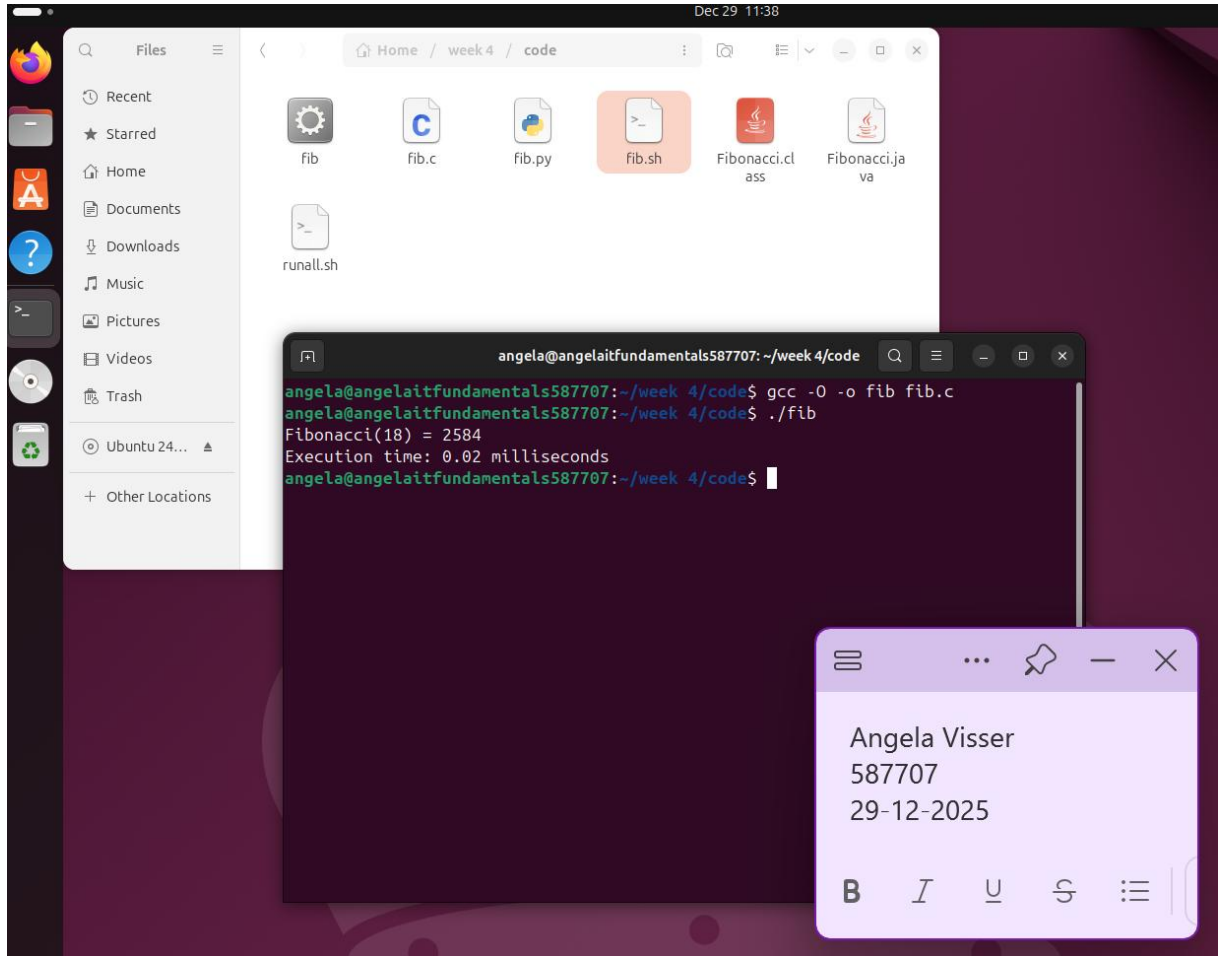 Dec 29 11:38
Files
Home / week 4 / code
Recent
Starred
Home
Documents
Downloads
Music
Pictures
Videos
Trash
Ubuntu 24...
+ Other Locations
fib
fib.c
fib.py
fib.sh
Fibonacci.cl
ass
Fibonacci.ja
va
runall.sh
angela@angelaitfundamentals587707: ~/week 4/code
angela@angelaitfundamentals587707:~/week 4/code$ gcc -O -o fib fib.c
angela@angelaitfundamentals587707:~/week 4/code$ ./fib
Fibonacci(18) = 2584
Execution time: 0.02 milliseconds
angela@angelaitfundamentals587707:~/week 4/code$
Angela Visser
587707
29-12-2025
B I U S